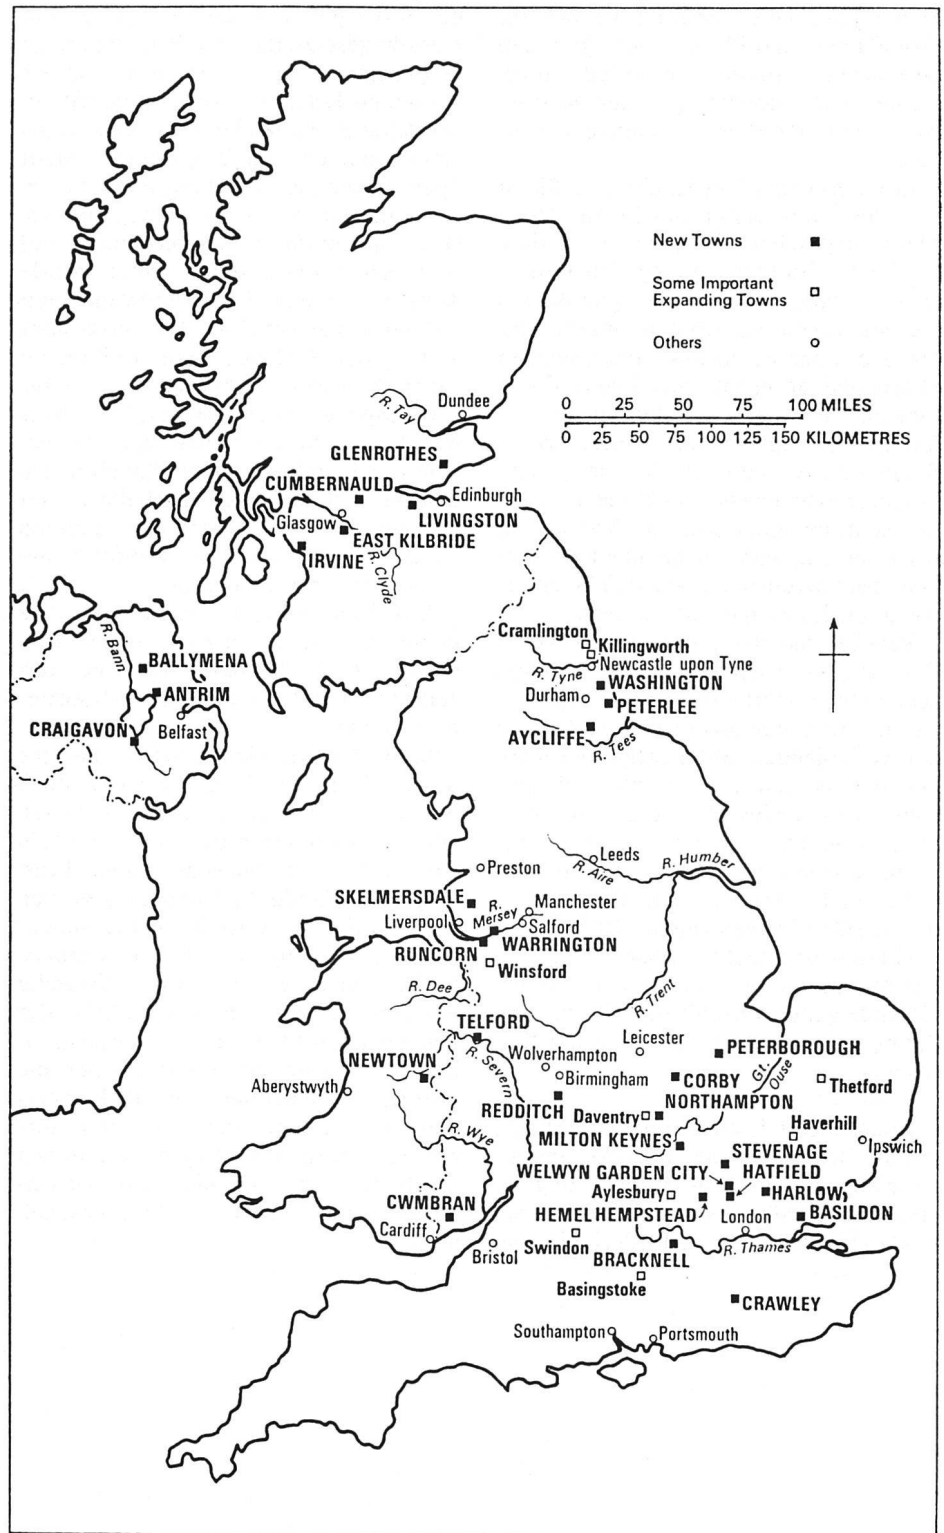 New Towns
Some Important
Expanding Towns
Others
0 25 50 75 100 MILES
0 25 50 75 100 125 150 KILOMETRES
R. Tay
Dundee
GLENROTHES
CUMBERNAULD
Edinburgh
Glasgow
LIVINGSTON
EAST KILBRIDE
IRVINE
R. Clyde
Cramlington
Killingworth
Newcastle upon Tyne
R. Tyne
WASHINGTON
Durham
PETERLEE
AYCLIFFE
R. Tees
R. Bann
BALLYMENA
ANTRIM
CRAIGAVON
Belfast
Leeds
R. Aire
R. Humber
Preston
SKELMERSDALE
R.
Mersey
Manchester
Liverpool
Salford
WARRINGTON
RUNCORN
Winsford
R. Dee
R. Trent
TELFORD
R. Severn
Leicester
PETERBOROUGH
Wolverhampton
NEWTOWN
Birmingham
CORBY
Gt.
Ouse
Thetford
Aberystwyth
REDDITCH
Daventry
NORTHAMPTON
Haverhill
R. Wye
MILTON KEYNES
Ipswich
STEVENAGE
WELWYN GARDEN CITY
HATFIELD
Aylesbury
HARLOW
CWMBRAN
HEMEL HEMPSTEAD
London
BASILDON
Cardiff
Swindon
Bristol
BRACKNELL
R. Thames
Basingstoke
CRAWLEY
Southampton
Portsmouth